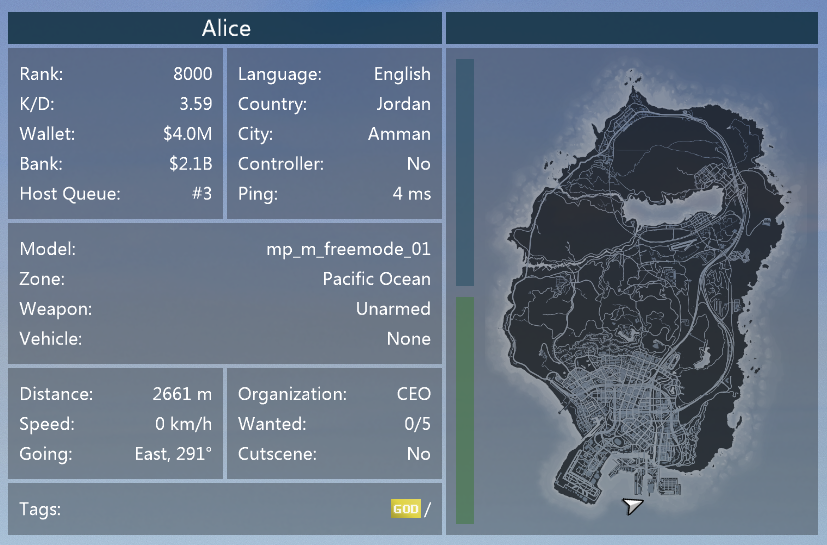 Alice
Rank: 8000
K/D: 3.59
Wallet: $4.0M
Bank: $2.1B
Host Queue: #3
Language: English
Country: Jordan
City: Amman
Controller: No
Ping: 4 ms
Model: mp_m_freemode_01
Zone: Pacific Ocean
Weapon: Unarmed
Vehicle: None
Distance: 2661 m
Speed: 0 km/h
Going: East, 291°
Organization: CEO
Wanted: 0/5
Cutscene: No
Tags: GOD /